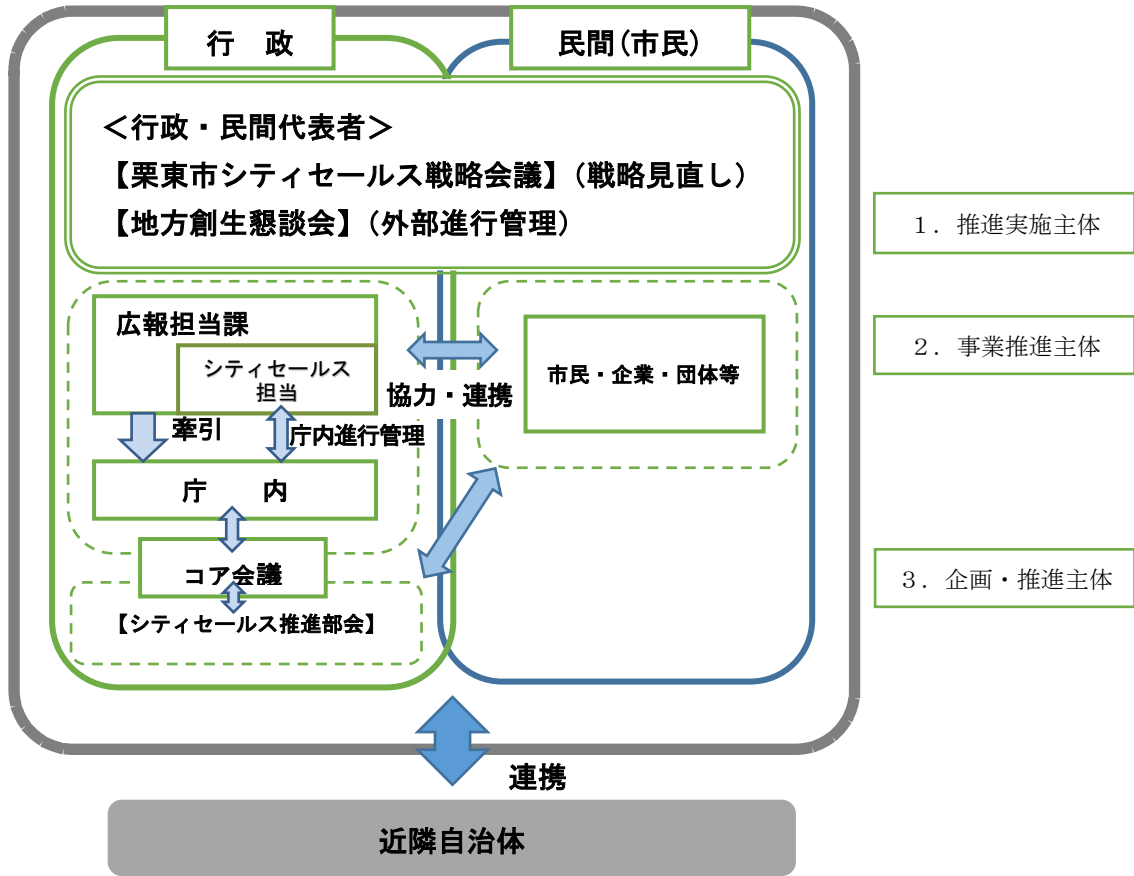 行　政
民間(市民)
＜行政・民間代表者＞
【栗東市シティセールス戦略会議】(戦略見直し)
【地方創生懇談会】(外部進行管理)
1．推進実施主体
広報担当課
シティセールス
担当
2．事業推進主体
市民・企業・団体等
協力・連携
牽引
庁内進行管理
庁　内
コア会議
3．企画・推進主体
【シティセールス推進部会】
連携
近隣自治体